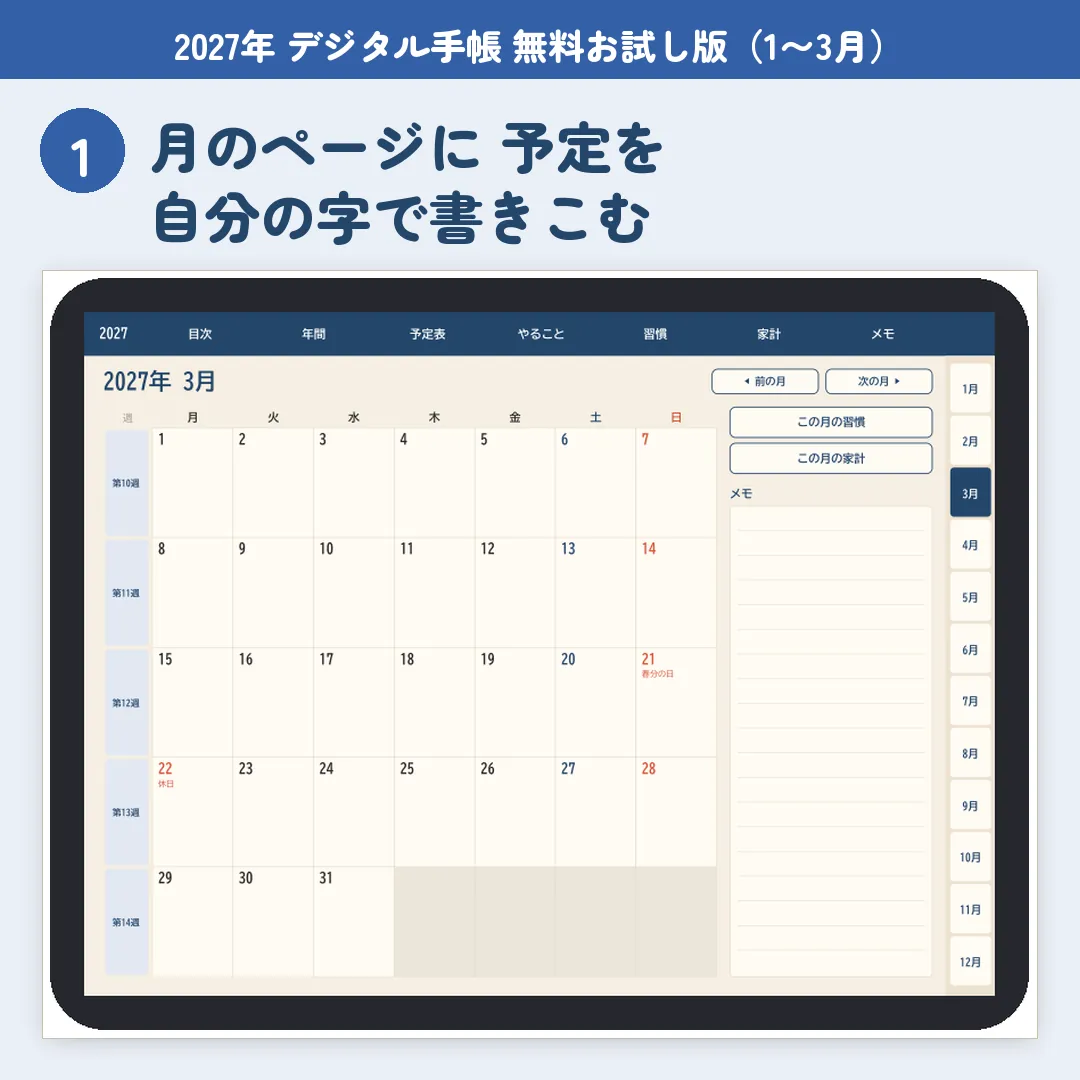 2027年 デジタル手帳 無料お試し版（1〜3月）
1
月のページに 予定を
自分の字で書きこむ
2027 目次 年間 予定表 やること 習慣 家計 メモ
2027年 3月
◂ 前の月 次の月 ▸
週 月 火 水 木 金 土 日
この月の習慣
この月の家計
メモ
第10週 1 2 3 4 5 6 7
第11週 8 9 10 11 12 13 14
第12週 15 16 17 18 19 20 21
春分の日
第13週 22 23 24 25 26 27 28
休日
第14週 29 30 31
1月
2月
3月
4月
5月
6月
7月
8月
9月
10月
11月
12月